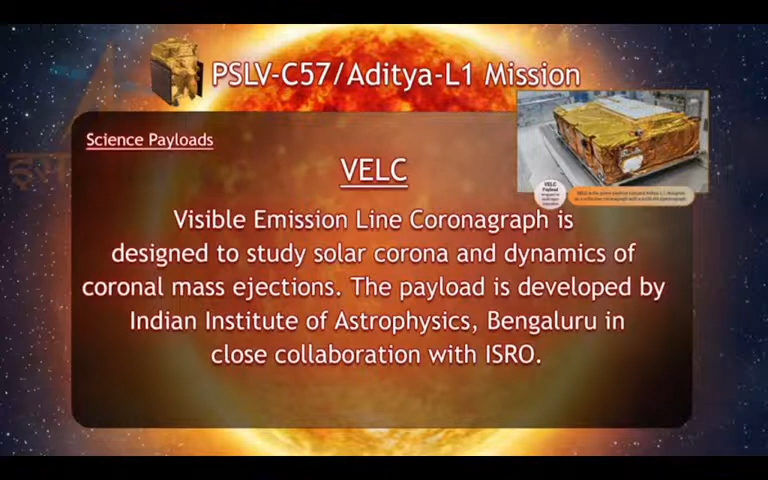 PSLV-C57/Aditya-L1 Mission
Science Payloads
VELC
VELC
Payload
Visible Emission Line Coronagraph is
designed to study solar corona and dynamics of
coronal mass ejections. The payload is developed by
Indian Institute of Astrophysics, Bengaluru in
close collaboration with ISRO.